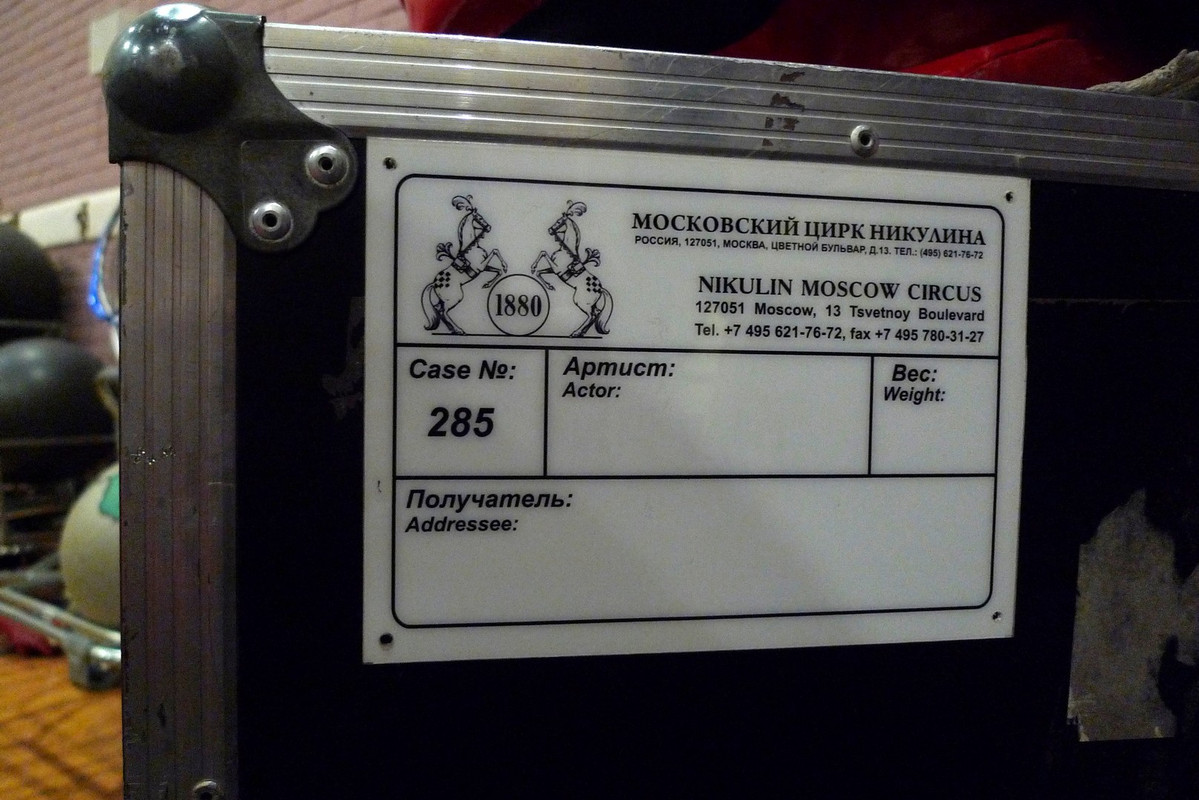 1880
МОСКОВСКИЙ ЦИРК НИКУЛИНА
РОССИЯ, 127051, МОСКВА, ЦВЕТНОЙ БУЛЬВАР, Д.13. ТЕЛ.: (495) 621-76-72
NIKULIN MOSCOW CIRCUS
127051 Moscow, 13 Tsvetnoy Boulevard
Tel. +7 495 621-76-72, fax +7 495 780-31-27
Case №:
285
Артист:
Actor:
Вес:
Weight:
Получатель:
Addressee: